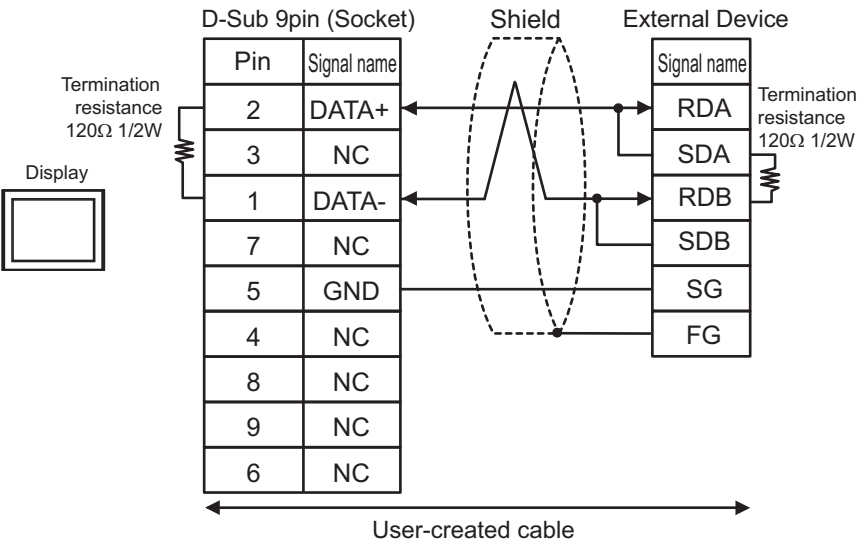 D-Sub 9pin (Socket)
Shield
External Device
Pin
Signal name
Signal name
Termination
resistance
120Ω 1/2W
2
DATA+
RDA
Termination
resistance
120Ω 1/2W
3
NC
SDA
Display
1
DATA-
RDB
7
NC
SDB
5
GND
SG
4
NC
FG
8
NC
9
NC
6
NC
User-created cable